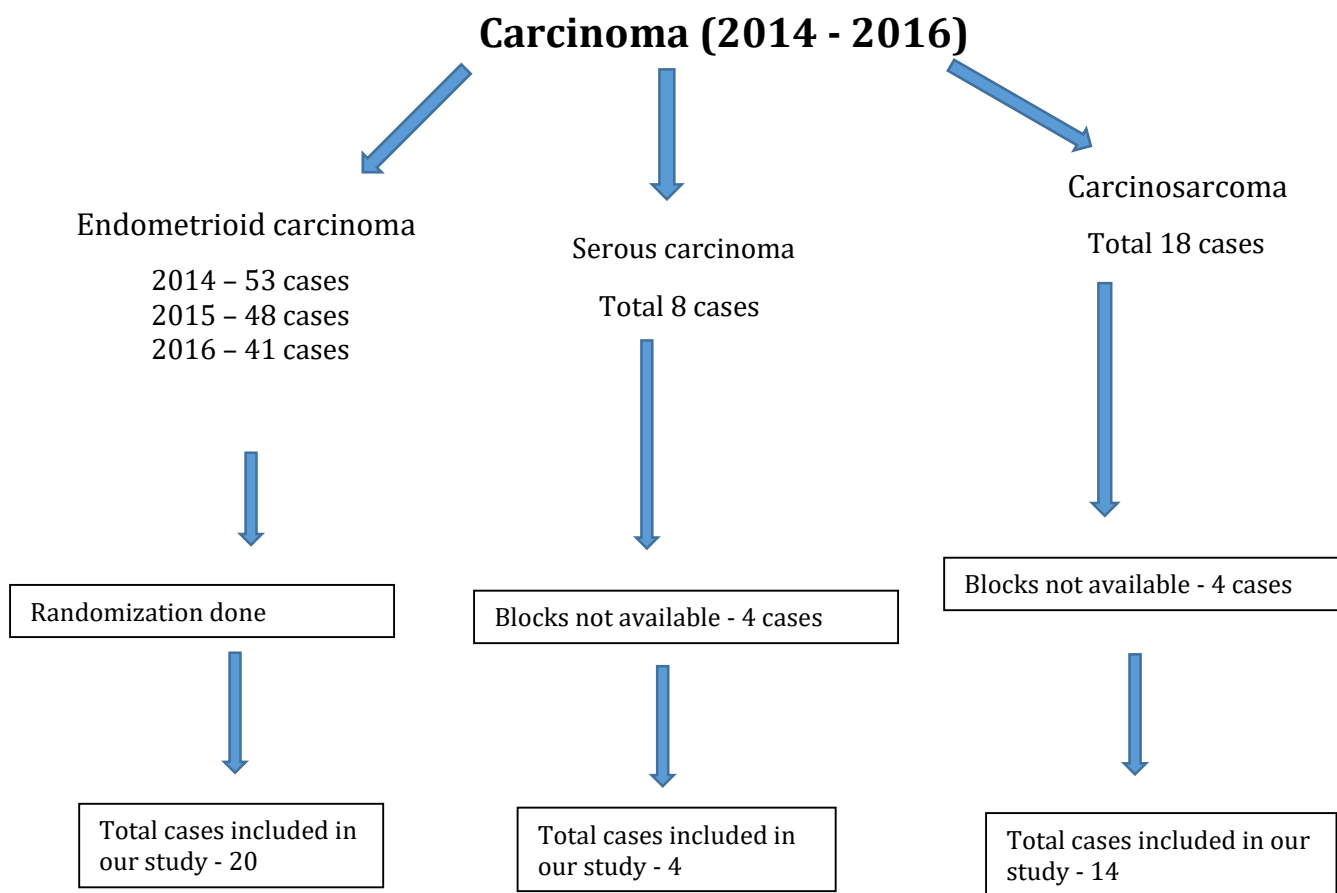 Carcinoma (2014 - 2016)
Endometrioid carcinoma
2014 – 53 cases
2015 – 48 cases
2016 – 41 cases
Randomization done
Total cases included in
our study - 20
Serous carcinoma
Total 8 cases
Blocks not available - 4 cases
Total cases included in
our study - 4
Carcinosarcoma
Total 18 cases
Blocks not available - 4 cases
Total cases included in our
study - 14